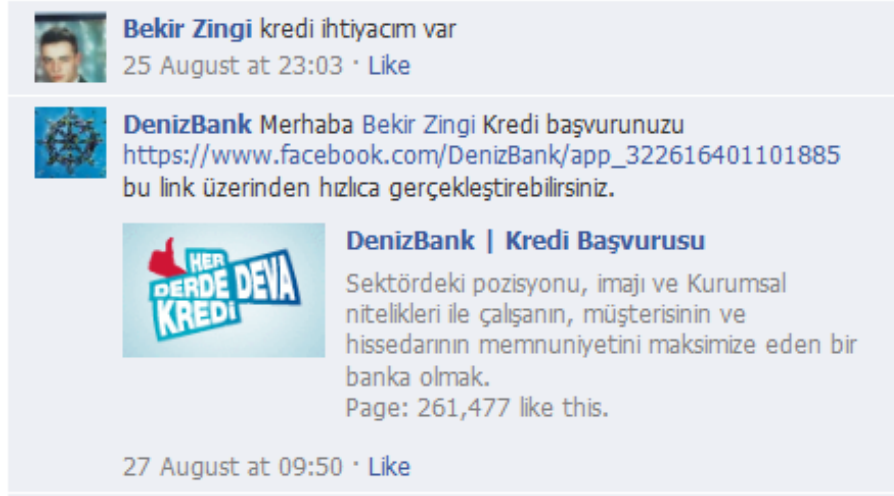 Bekir Zingi kredi ihtiyacım var
25 August at 23:03 · Like
DenizBank Merhaba Bekir Zingi Kredi başvurunuzu
https://www.facebook.com/DenizBank/app_322616401101885
bu link üzerinden hızlıca gerçekleştirebilirsiniz.
HER
DERDE DEVA
KREDİ
DenizBank | Kredi Başvurusu
Sektördeki pozisyonu, imajı ve Kurumsal
nitelikleri ile çalışanın, müşterisinin ve
hissedarının memnuniyetini maksimize eden bir
banka olmak.
Page: 261,477 like this.
27 August at 09:50 · Like